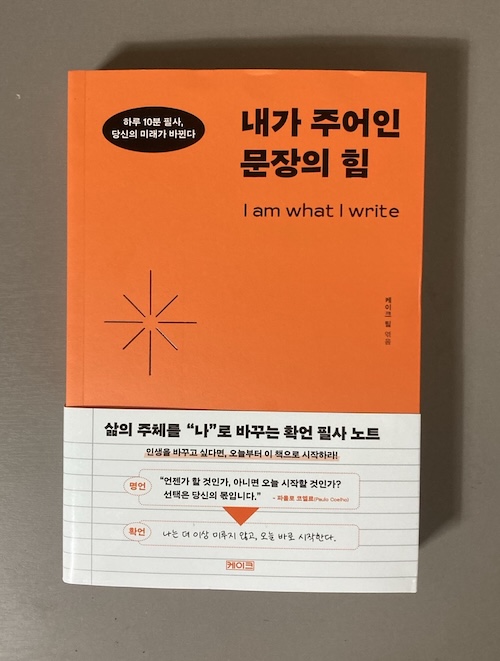 하루 10분 필사,
당신의 미래가 바뀐다
내가 주어인
문장의 힘
I am what I write
케이크 팀 엮음
삶의 주체를 “나”로 바꾸는 확언 필사 노트
인생을 바꾸고 싶다면, 오늘부터 이 책으로 시작하라!
명언
“언젠가 할 것인가, 아니면 오늘 시작할 것인가?
선택은 당신의 몫입니다.” - 파울로 코엘료(Paulo Coelho)
확언
나는 더 이상 미루지 않고, 오늘 바로 시작한다.
케이크